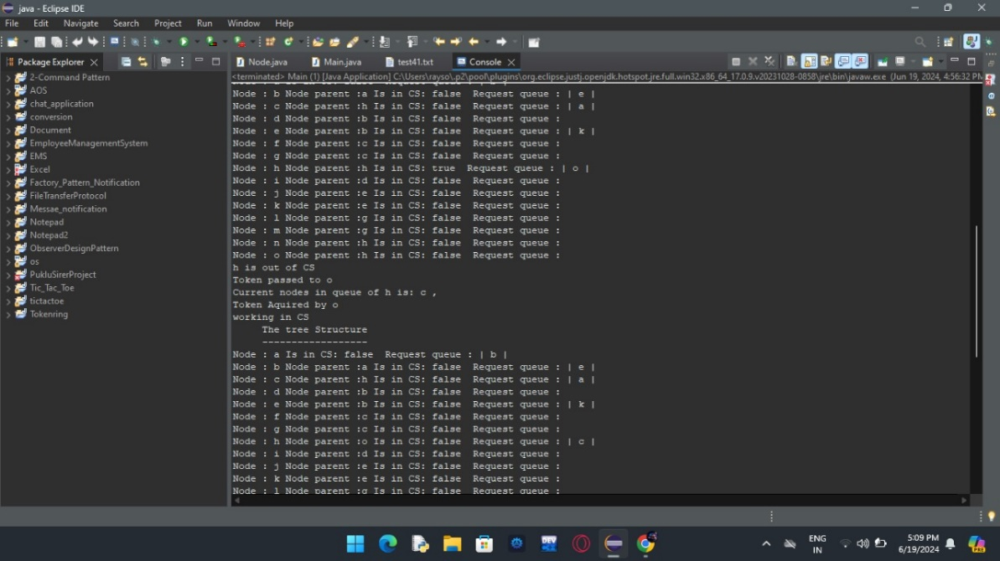 java - Eclipse IDE
File Edit Navigate Search Project Run Window Help
Package Explorer
Node.java Main.java test41.txt Console
<terminated> Main (1) [Java Application] C:\Users\rayso\.p2\pool\plugins\org.eclipse.justj.openjdk.hotspot.jre.full.win32.x86_64_17.0.9.v20231028-0858\jre\bin\javaw.exe (Jun 19, 2024, 4:56:32 PM
2-Command Pattern
AOS
chat_application
conversion
Document
EmployeeManagementSystem
EMS
Excel
Factory_Pattern_Notification
FileTransferProtocol
Messae_notification
Notepad
Notepad2
ObserverDesignPattern
os
PukluSirerProject
Tic_Tac_Toe
tictactoe
Tokenring
Node : b Node parent :a Is in CS: false Request queue : | e |
Node : c Node parent :h Is in CS: false Request queue : | a |
Node : d Node parent :b Is in CS: false Request queue :
Node : e Node parent :b Is in CS: false Request queue : | k |
Node : f Node parent :c Is in CS: false Request queue :
Node : g Node parent :c Is in CS: false Request queue :
Node : h Node parent :h Is in CS: true Request queue : | o |
Node : i Node parent :d Is in CS: false Request queue :
Node : j Node parent :e Is in CS: false Request queue :
Node : k Node parent :e Is in CS: false Request queue :
Node : l Node parent :g Is in CS: false Request queue :
Node : m Node parent :g Is in CS: false Request queue :
Node : n Node parent :h Is in CS: false Request queue :
Node : o Node parent :h Is in CS: false Request queue :
h is out of CS
Token passed to o
Current nodes in queue of h is: c ,
Token Aquired by o
working in CS
The tree Structure
------------------
Node : a Is in CS: false Request queue : | b |
Node : b Node parent :a Is in CS: false Request queue : | e |
Node : c Node parent :h Is in CS: false Request queue : | a |
Node : d Node parent :b Is in CS: false Request queue :
Node : e Node parent :b Is in CS: false Request queue : | k |
Node : f Node parent :c Is in CS: false Request queue :
Node : g Node parent :c Is in CS: false Request queue :
Node : h Node parent :o Is in CS: false Request queue : | c |
Node : i Node parent :d Is in CS: false Request queue :
Node : j Node parent :e Is in CS: false Request queue :
Node : k Node parent :e Is in CS: false Request queue :
Node : l Node parent :g Is in CS: false Request queue :
ENG
IN
5:09 PM
6/19/2024